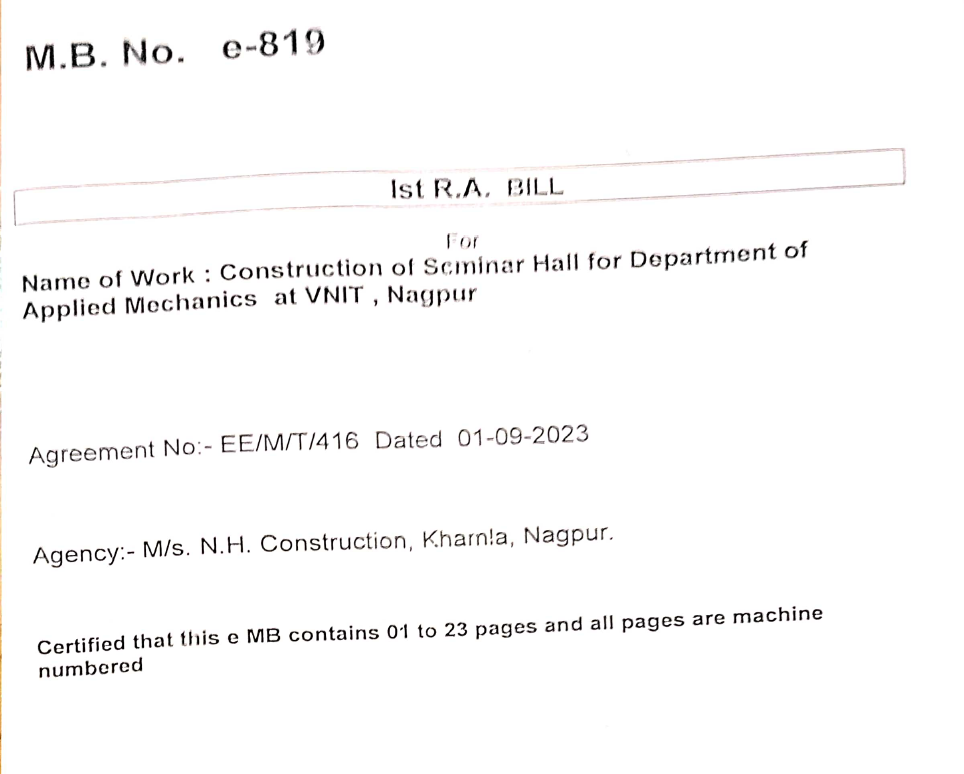 M.B. No. e-819
Ist R.A. BILL
For
Name of Work : Construction of Seminar Hall for Department of
Applied Mechanics at VNIT , Nagpur
Agreement No:- EE/M/T/416 Dated 01-09-2023
Agency:- M/s. N.H. Construction, Khamla, Nagpur.
Certified that this e MB contains 01 to 23 pages and all pages are machine
numbered